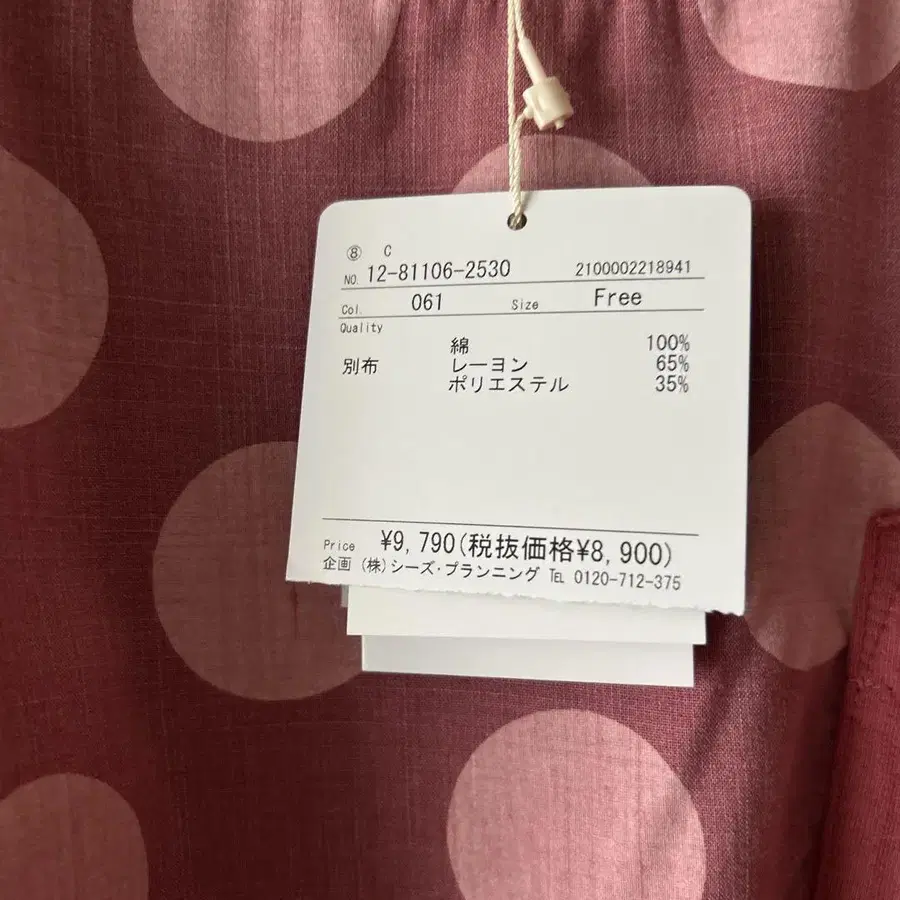 ⑧ C
NO. 12-81106-2530 2100002218941
Col. 061 Size Free
Quality
綿 100%
別布 レーヨン 65%
ポリエステル 35%
Price ¥9,790(税抜価格¥8,900)
企画 (株)シーズ・プランニング TEL 0120-712-375